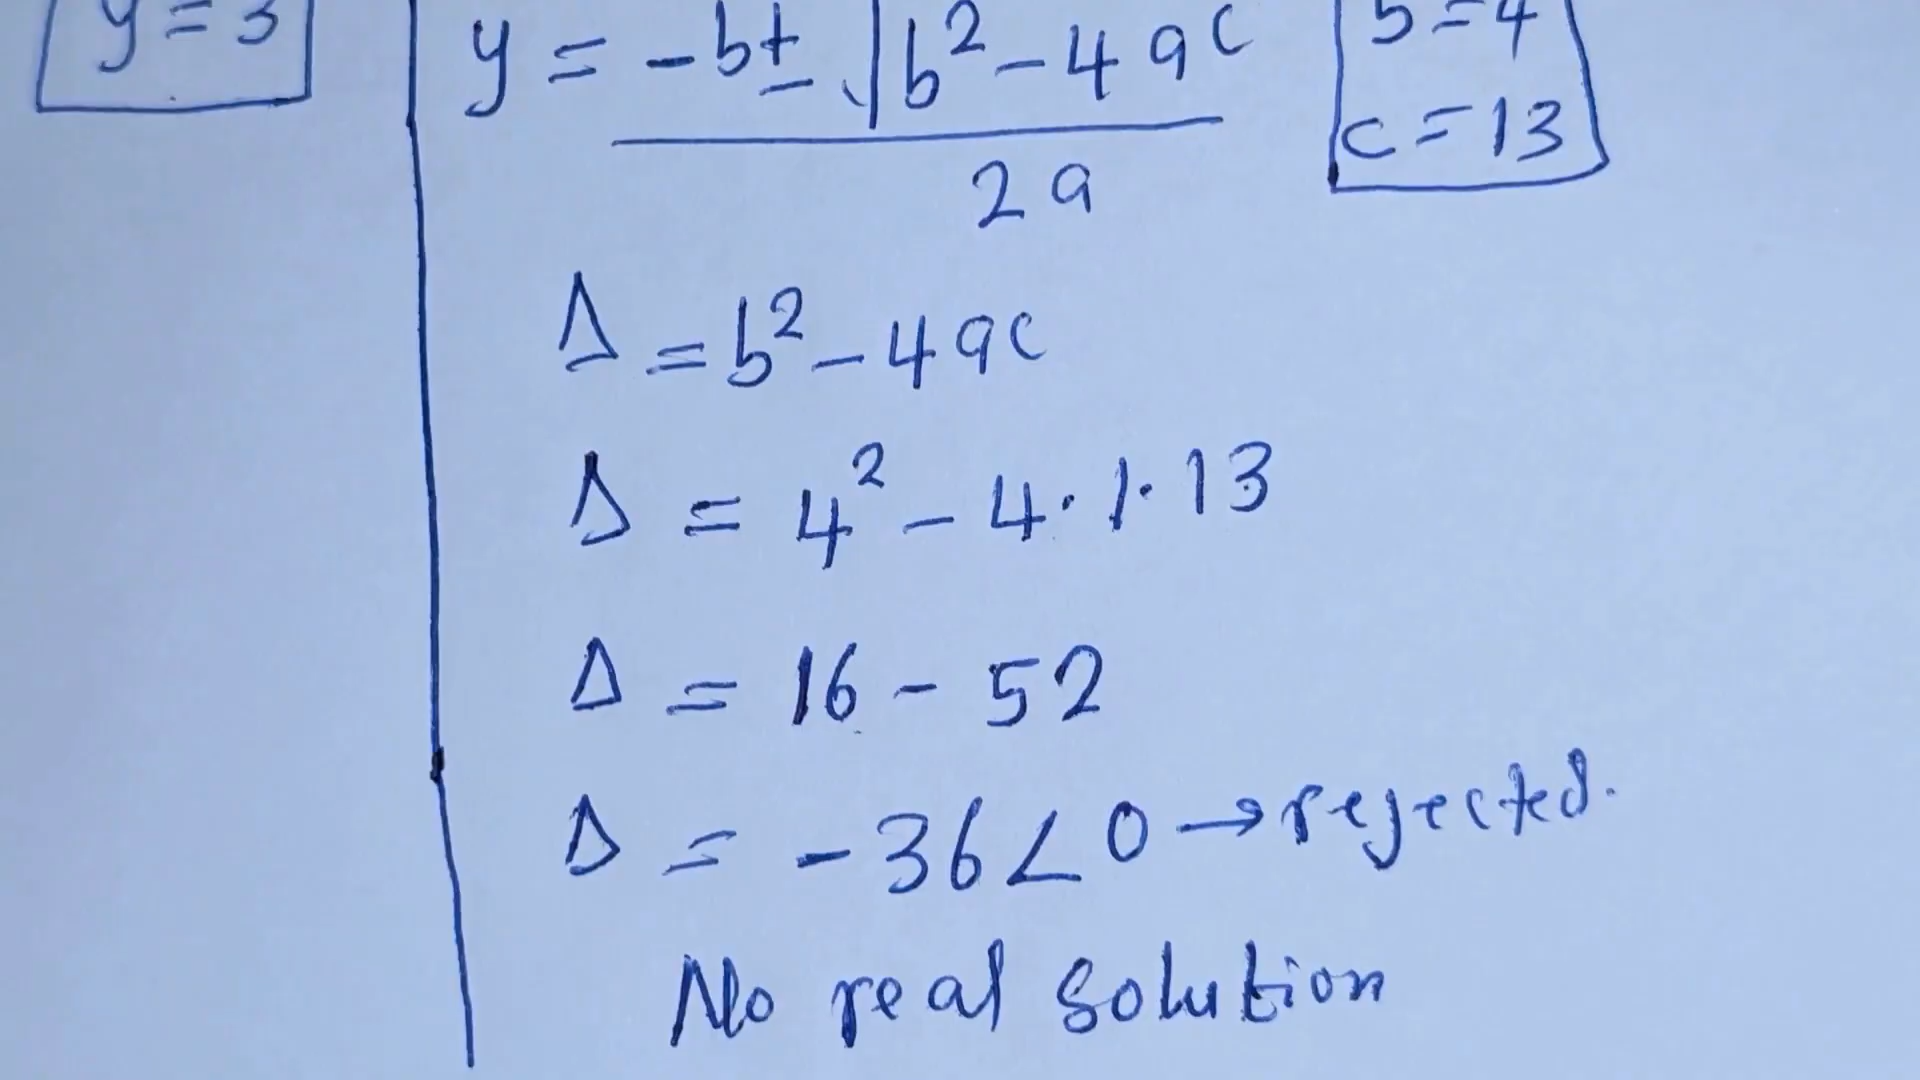 y = 3
y = -b ± √b² - 4ac / 2a
b = 4
c = 13
Δ = b² - 4ac
Δ = 4² - 4 · 1 · 13
Δ = 16 - 52
Δ = -36 < 0 → rejected.
No real solution